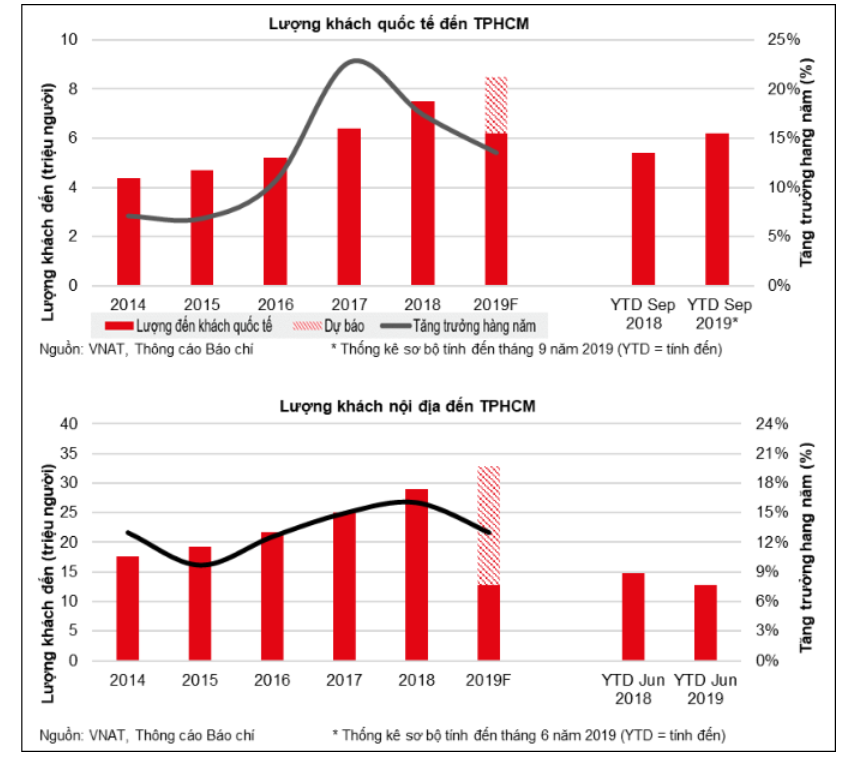 Lượng khách quốc tế đến TPHCM
Lượng khách đến (triệu người)
10
8
6
4
2
0
25%
20%
15%
10%
5%
0%
Tăng trưởng hang năm (%)
2014 2015 2016 2017 2018 2019F YTD Sep 2018 YTD Sep 2019*
Lượng đến khách quốc tế Dự báo Tăng trưởng hàng năm
Nguồn: VNAT, Thông cáo Báo chí * Thống kê sơ bộ tính đến tháng 9 năm 2019 (YTD = tính đến)
Lượng khách nội địa đến TPHCM
Lượng khách đến (triệu người)
40
35
30
25
20
15
10
5
0
24%
21%
18%
15%
12%
9%
6%
3%
0%
Tăng trưởng hang năm (%)
2014 2015 2016 2017 2018 2019F YTD Jun 2018 YTD Jun 2019
Nguồn: VNAT, Thông cáo Báo chí * Thống kê sơ bộ tính đến tháng 6 năm 2019 (YTD = tính đến)